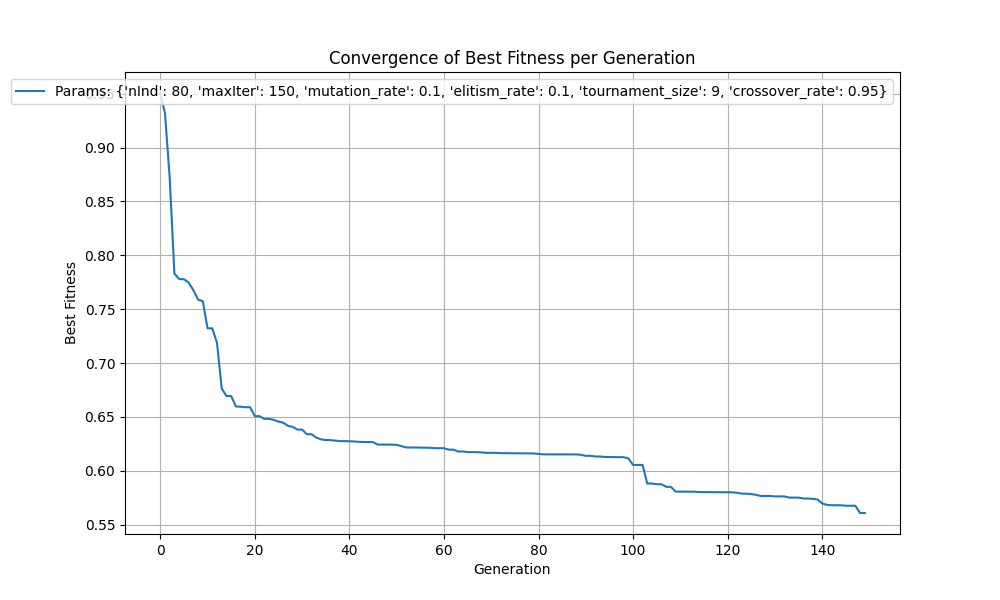 Convergence of Best Fitness per Generation
Params: {'nInd': 80, 'maxIter': 150, 'mutation_rate': 0.1, 'elitism_rate': 0.1, 'tournament_size': 9, 'crossover_rate': 0.95}
0.95
0.90
0.85
0.80
0.75
0.70
0.65
0.60
0.55
Best Fitness
0 20 40 60 80 100 120 140
Generation